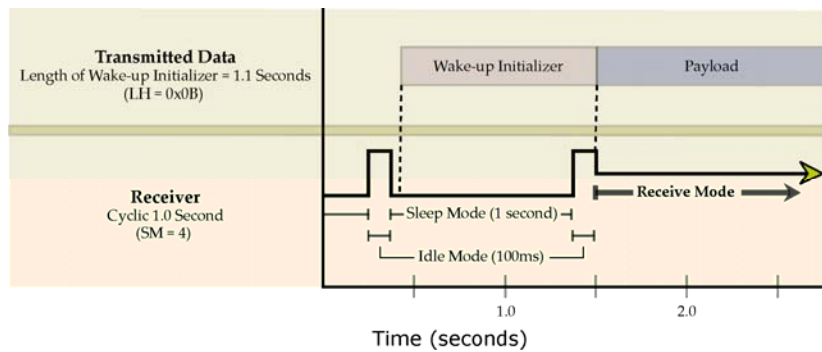 Transmitted Data
Length of Wake-up Initializer = 1.1 Seconds
(LH = 0x0B)
Wake-up Initializer
Payload
Receiver
Cyclic 1.0 Second
(SM = 4)
Receive Mode
Sleep Mode (1 second)
Idle Mode (100ms)
1.0
2.0
Time (seconds)